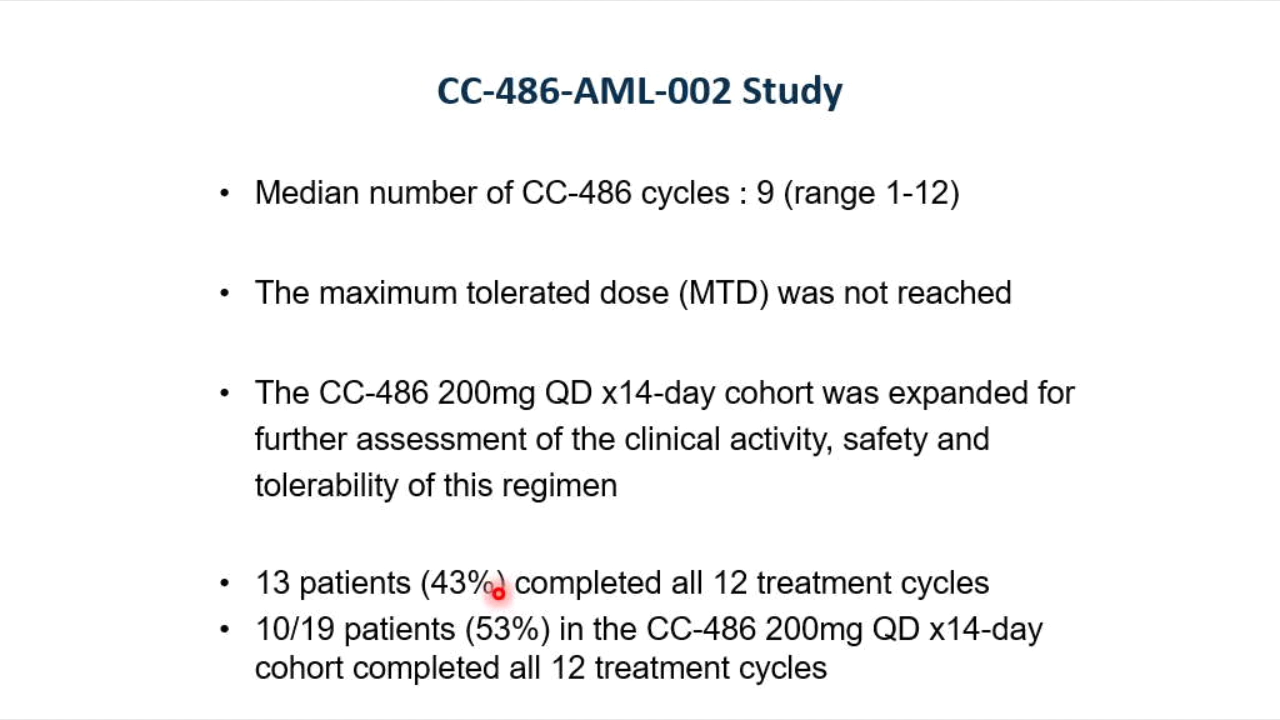 CC-486-AML-002 Study
• Median number of CC-486 cycles : 9 (range 1-12)
• The maximum tolerated dose (MTD) was not reached
• The CC-486 200mg QD x14-day cohort was expanded for
further assessment of the clinical activity, safety and
tolerability of this regimen
• 13 patients (43%) completed all 12 treatment cycles
• 10/19 patients (53%) in the CC-486 200mg QD x14-day
cohort completed all 12 treatment cycles